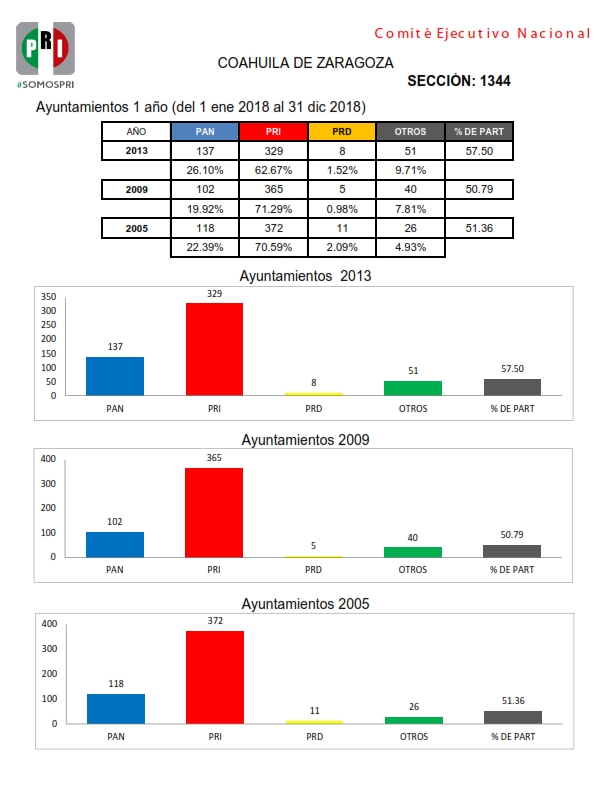 Comité Ejecutivo Nacional
PRI
#SOMOSPRI
COAHUILA DE ZARAGOZA
SECCIÓN: 1344
Ayuntamientos 1 año (del 1 ene 2018 al 31 dic 2018)
AÑO PAN PRI PRD OTROS % DE PART
2013 137 329 8 51 57.50
26.10% 62.67% 1.52% 9.71%
2009 102 365 5 40 50.79
19.92% 71.29% 0.98% 7.81%
2005 118 372 11 26 51.36
22.39% 70.59% 2.09% 4.93%
Ayuntamientos 2013
350
300
250
200
150
100
50
0
137 329 8 51 57.50
PAN PRI PRD OTROS % DE PART
Ayuntamientos 2009
400
300
200
100
0
102 365 5 40 50.79
PAN PRI PRD OTROS % DE PART
Ayuntamientos 2005
400
300
200
100
0
118 372 11 26 51.36
PAN PRI PRD OTROS % DE PART